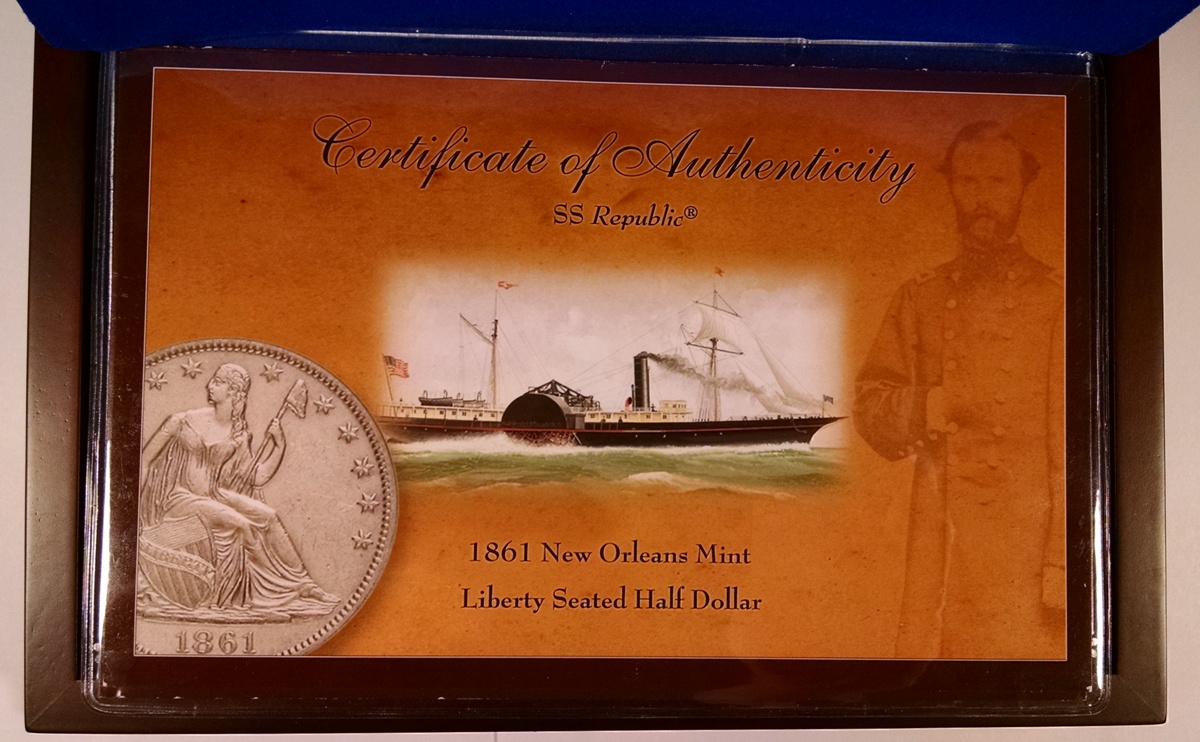 Certificate of Authenticity
SS Republic®
1861 New Orleans Mint
Liberty Seated Half Dollar
1861